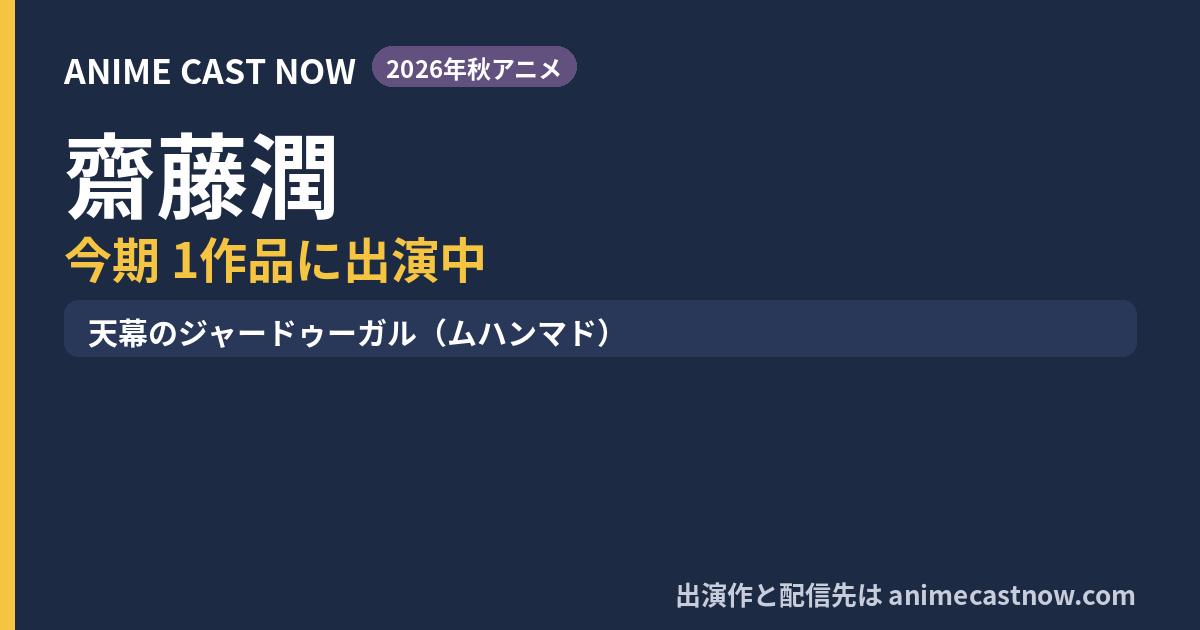 ANIME CAST NOW 2026年秋アニメ
齋藤潤
今期 1作品に出演中
天幕のジャードゥーガル（ムハンマド）
出演作と配信先は animecastnow.com